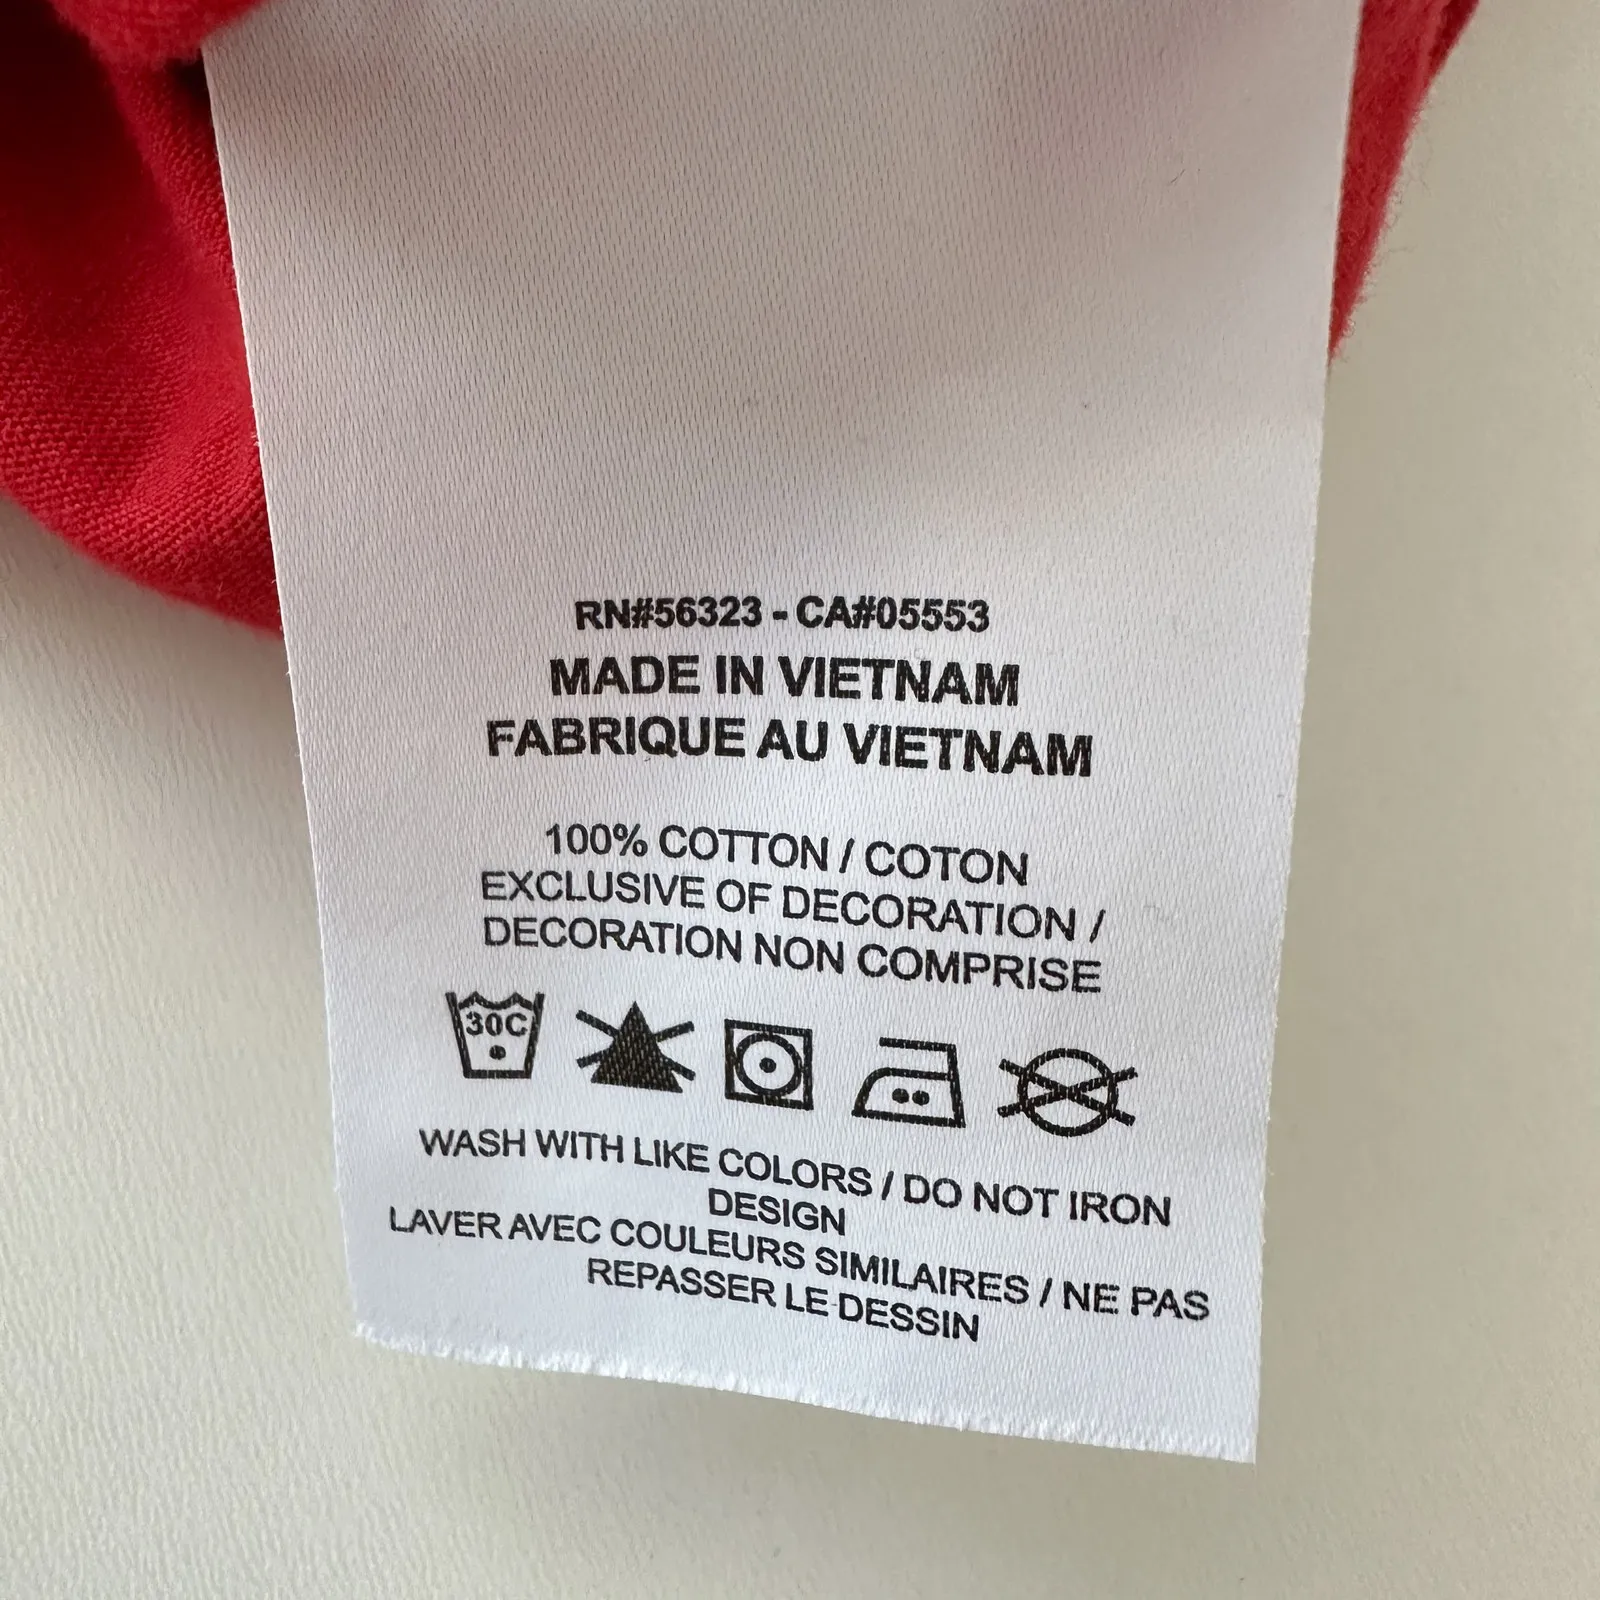 RN#56323 - CA#05553
MADE IN VIETNAM
FABRIQUE AU VIETNAM
100% COTTON / COTON
EXCLUSIVE OF DECORATION /
DECORATION NON COMPRISE
30C
WASH WITH LIKE COLORS / DO NOT IRON
DESIGN
LAVER AVEC COULEURS SIMILAIRES / NE PAS
REPASSER LE DESSIN